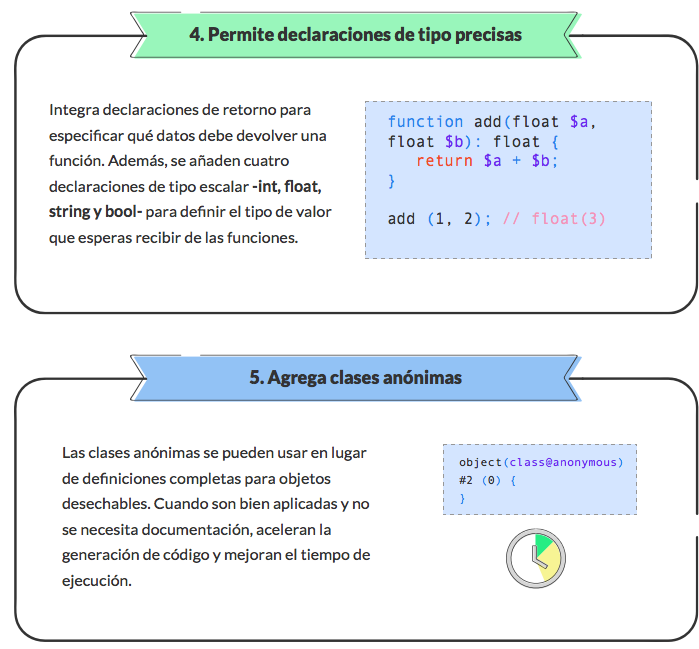 4. Permite declaraciones de tipo precisas
Integra declaraciones de retorno para
especificar qué datos debe devolver una
función. Además, se añaden cuatro
declaraciones de tipo escalar -int, float,
string y bool- para definir el tipo de valor
que esperas recibir de las funciones.
function add(float $a,
float $b): float {
return $a + $b;
}
add (1, 2); // float(3)
5. Agrega clases anónimas
Las clases anónimas se pueden usar en lugar
de definiciones completas para objetos
desechables. Cuando son bien aplicadas y no
se necesita documentación, aceleran la
generación de código y mejoran el tiempo de
ejecución.
object(class@anonymous)
#2 (0) {
}